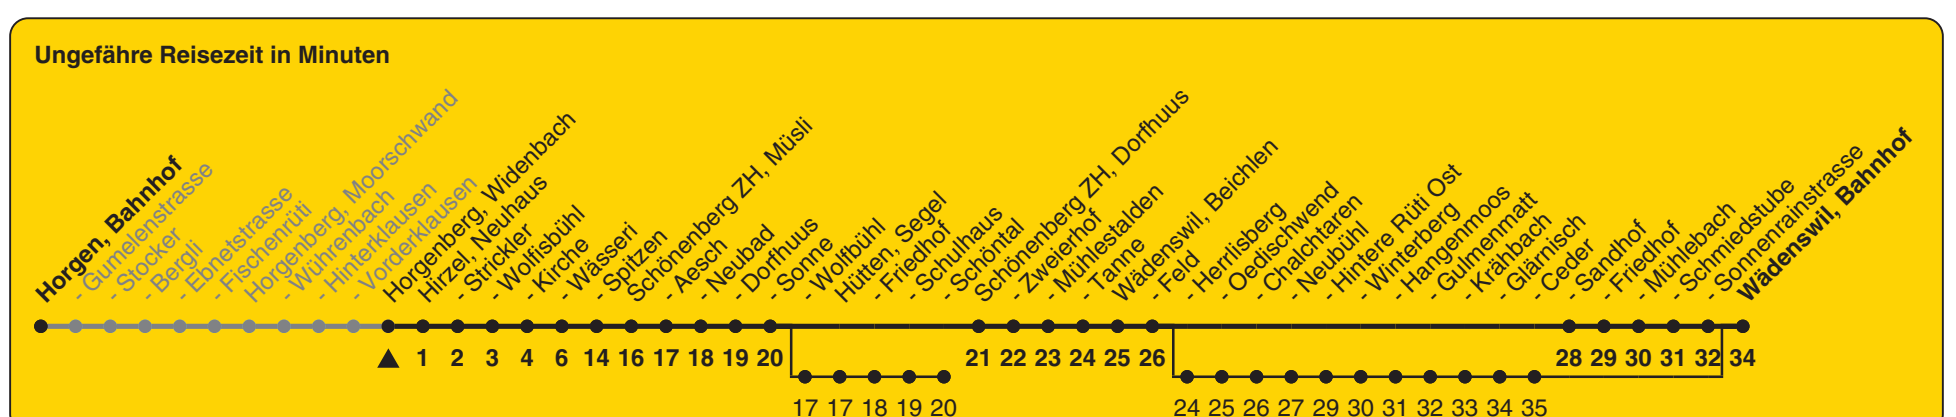 Ungefähre Reisezeit in Minuten
Horgen, Bahnhof
- Gumelenstrasse
- Stocker
- Bergli
- Ebnetstrasse
- Fischenrüti
Horgenberg, Moorschwand
- Wührenbach
- Hinterklausen
- Vorderklausen
Horgenberg, Widenbach
Hirzel, Neuhaus
- Strickler
- Wolfisbühl
- Kirche
- Wässeri
- Spitzen
Schönenberg ZH, Müsli
- Aesch
- Neubad
- Dorfhuus
- Sonne
- Wolfbühl
Hütten, Segel
- Friedhof
- Schulhaus
- Schöntal
Schönenberg ZH, Dorfhuus
- Zweierhof
- Mühlestalden
- Tanne
Wädenswil, Beichlen
- Feld
- Herrlisberg
- Oedischwend
- Chalchtaren
- Neubühl
- Hintere Rüti Ost
- Winterberg
- Hangenmoos
- Gulmenmatt
- Krähbach
- Glärnisch
- Ceder
- Sandhof
- Friedhof
- Mühlebach
- Schmiedstube
- Sonnenrainstrasse
Wädenswil, Bahnhof
1 2 3 4 6 14 16 17 18 19 20 21 22 23 24 25 26 28 29 30 31 32 34
17 17 18 19 20 24 25 26 27 29 30 31 32 33 34 35